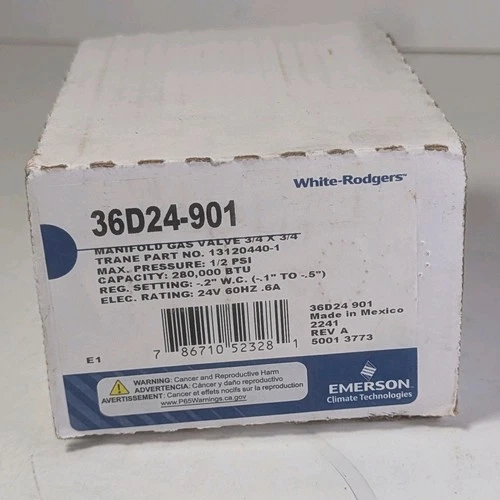 White-Rodgers™
36D24-901
MANIFOLD GAS VALVE 3/4 X 3/4
TRANE PART NO. 13120440-1
MAX. PRESSURE: 1/2 PSI
CAPACITY: 280,000 BTU
REG. SETTING: -.2" W.C. (-.1" TO -.5")
ELEC. RATING: 24V 60HZ .6A
36D24 901
Made in Mexico
2241
REV A
5001 3773
E1
7 86710 52328 1
WARNING: Cancer and Reproductive Harm
ADVERTENCIA: Cáncer y daño reproductivo
AVERTISSEMENT: Cancer et effets nocifs sur la reproduction
www.P65Warnings.ca.gov
EMERSON
Climate Technologies